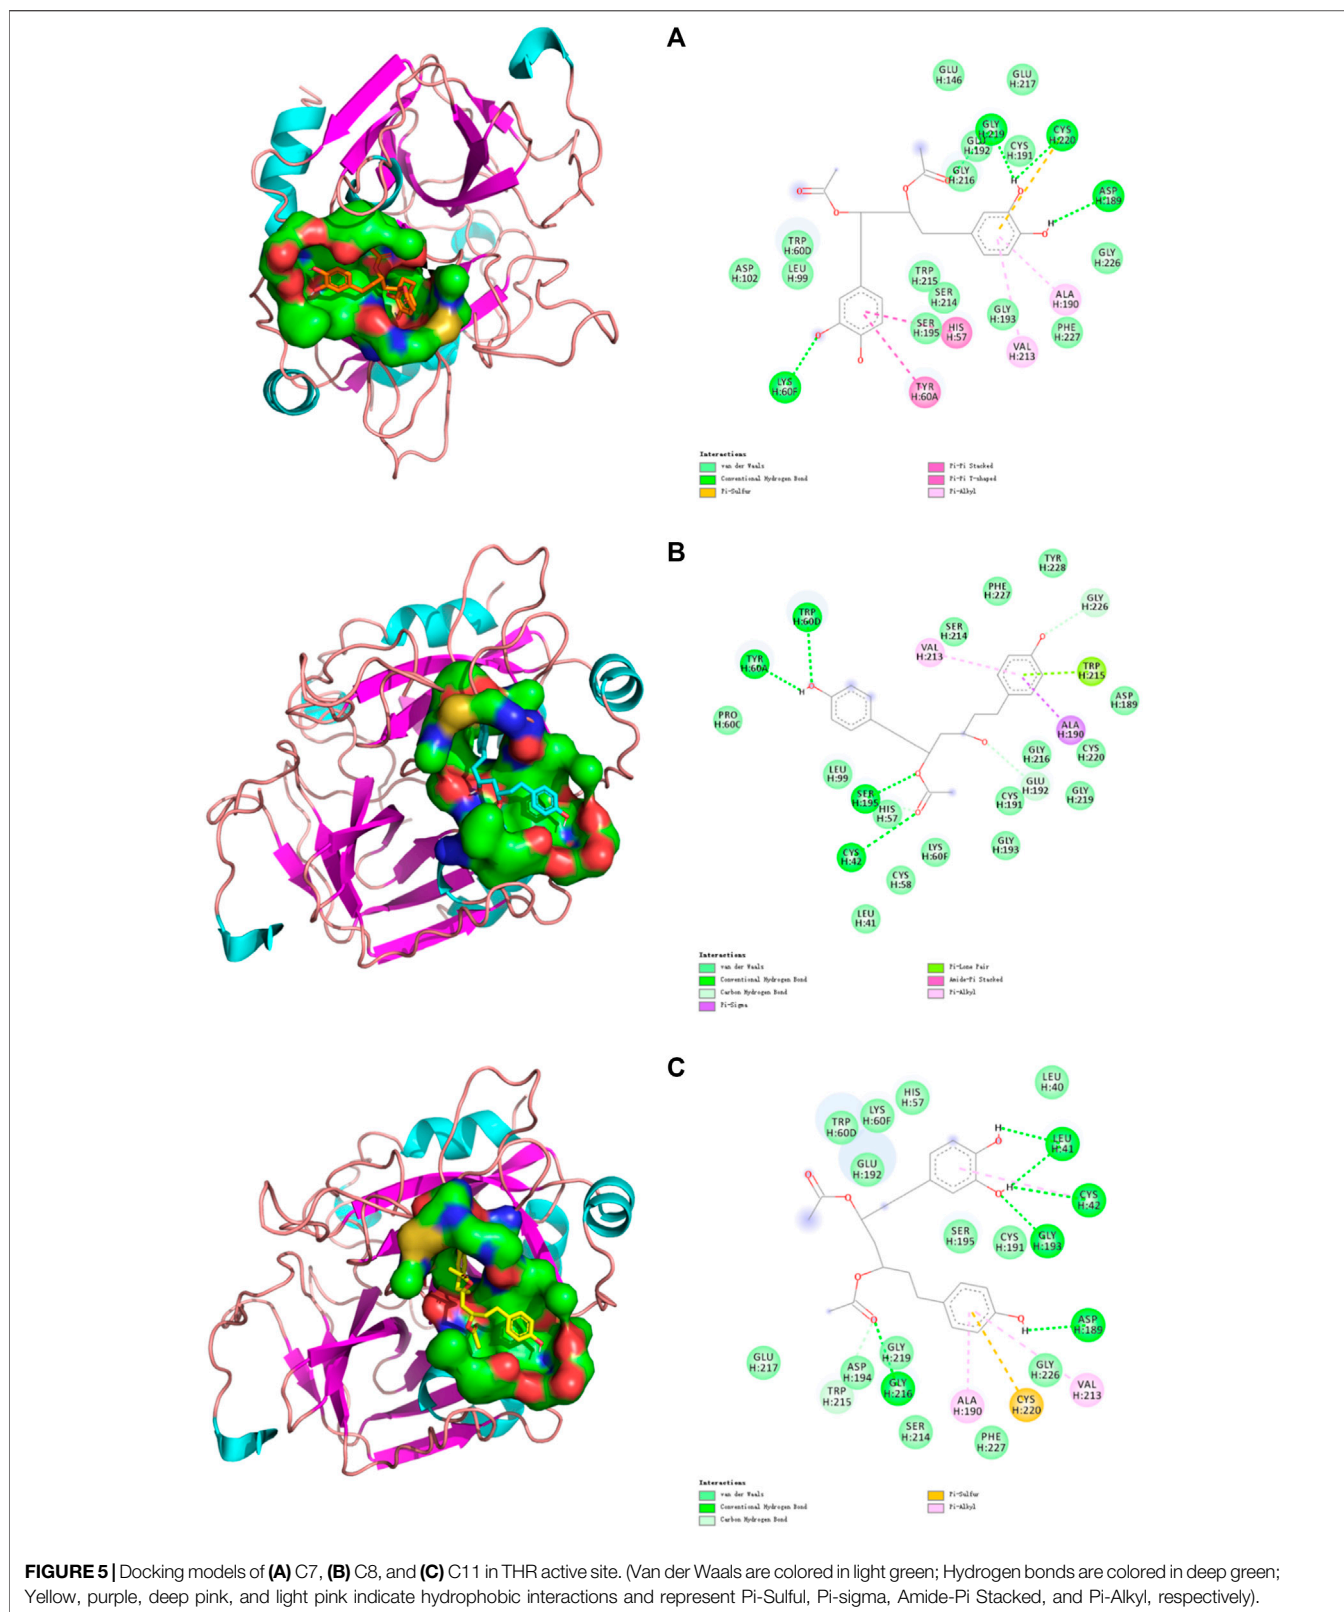 A
GLU
H:146
GLU
H:217
GLY
H:219
GLU
H:192
CYS
H:191
CYS
H:220
GLY
H:216
ASP
H:189
H
H
O
O
O
O
O
O
TRP
H:60D
GLY
H:226
ASP
H:102
LEU
H:99
TRP
H:215
SER
H:214
ALA
H:190
GLY
H:193
SER
H:195
HIS
H:57
PHE
H:227
VAL
H:213
O
O
LYS
H:60F
TYR
H:60A
Interactions
van der Waals
Conventional Hydrogen Bond
Pi-Sulfur
Pi-Pi Stacked
Pi-Pi T-shaped
Pi-Alkyl
B
TYR
H:228
PHE
H:227
GLY
H:226
TRP
H:60D
SER
H:214
VAL
H:213
O
TYR
H:60A
TRP
H:215
H
O
ASP
H:189
PRO
H:60C
ALA
H:190
O
GLY
H:216
CYS
H:220
LEU
H:99
O
GLU
H:192
CYS
H:191
GLY
H:219
SER
H:195
HIS
H:57
O
CYS
H:42
LYS
H:60F
GLY
H:193
CYS
H:58
LEU
H:41
Interactions
van der Waals
Conventional Hydrogen Bond
Carbon Hydrogen Bond
Pi-Sigma
Pi-Lone Pair
Amide-Pi Stacked
Pi-Alkyl
C
LEU
H:40
HIS
H:57
LYS
H:60F
TRP
H:60D
H
O
LEU
H:41
GLU
H:192
O
O
O
H
CYS
H:42
SER
H:195
CYS
H:191
GLY
H:193
O
O
O
H
ASP
H:189
GLU
H:217
ASP
H:194
GLY
H:219
GLY
H:226
TRP
H:215
GLY
H:216
ALA
H:190
CYS
H:220
VAL
H:213
SER
H:214
PHE
H:227
Interactions
van der Waals
Conventional Hydrogen Bond
Carbon Hydrogen Bond
Pi-Sulfur
Pi-Alkyl
FIGURE 5 | Docking models of (A) C7, (B) C8, and (C) C11 in THR active site. (Van der Waals are colored in light green; Hydrogen bonds are colored in deep green;
Yellow, purple, deep pink, and light pink indicate hydrophobic interactions and represent Pi-Sulful, Pi-sigma, Amide-Pi Stacked, and Pi-Alkyl, respectively).